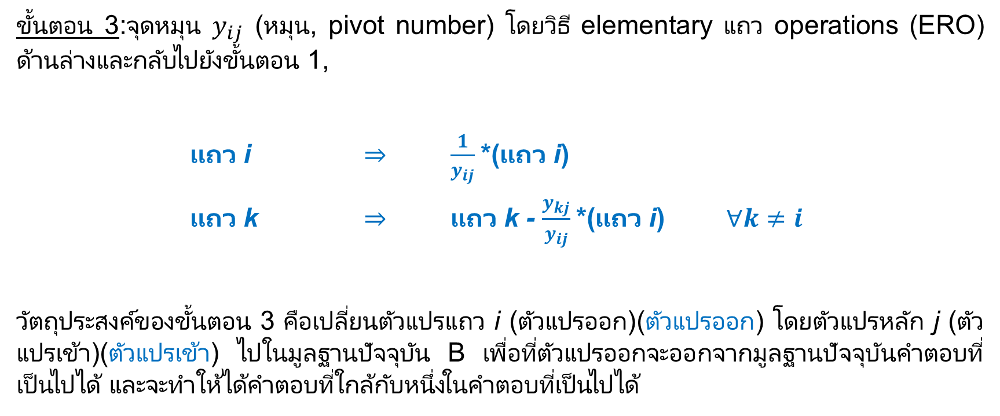 ขั้นตอน 3:จุดหมุน y_{ij} (หมุน, pivot number) โดยวิธี elementary แถว operations (ERO)
ด้านล่างและกลับไปยังขั้นตอน 1,
แถว i ⇒ \frac{1}{y_{ij}} *(แถว i)
แถว k ⇒ แถว k - \frac{y_{kj}}{y_{ij}} *(แถว i) ∀k ≠ i
วัตถุประสงค์ของขั้นตอน 3 คือเปลี่ยนตัวแปรแถว i (ตัวแปรออก)(ตัวแปรออก) โดยตัวแปรหลัก j (ตัว
แปรเข้า)(ตัวแปรเข้า) ไปในมูลฐานปัจจุบัน B เพื่อที่ตัวแปรออกจะออกจากมูลฐานปัจจุบันคำตอบที่
เป็นไปได้ และจะทำให้ได้คำตอบที่ใกล้กับหนึ่งในคำตอบที่เป็นไปได้